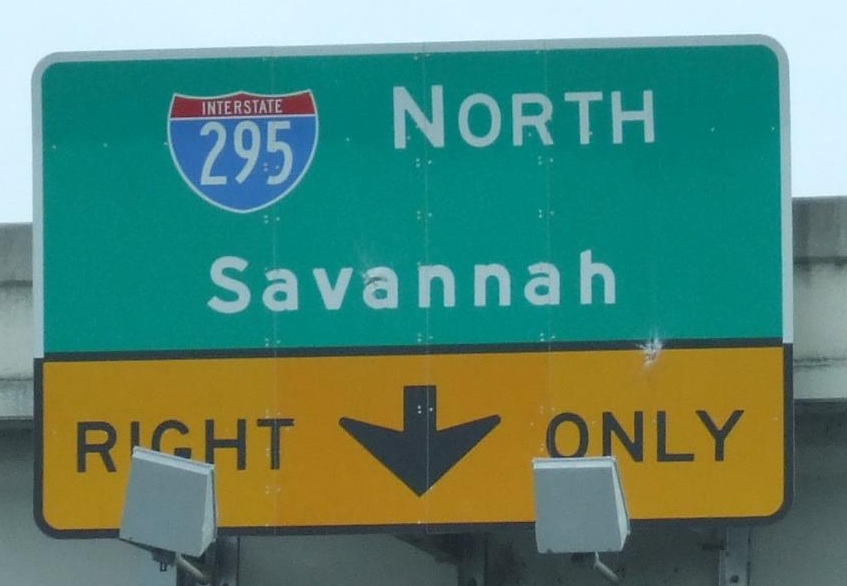 INTERSTATE
295
NORTH
Savannah
RIGHT ONLY